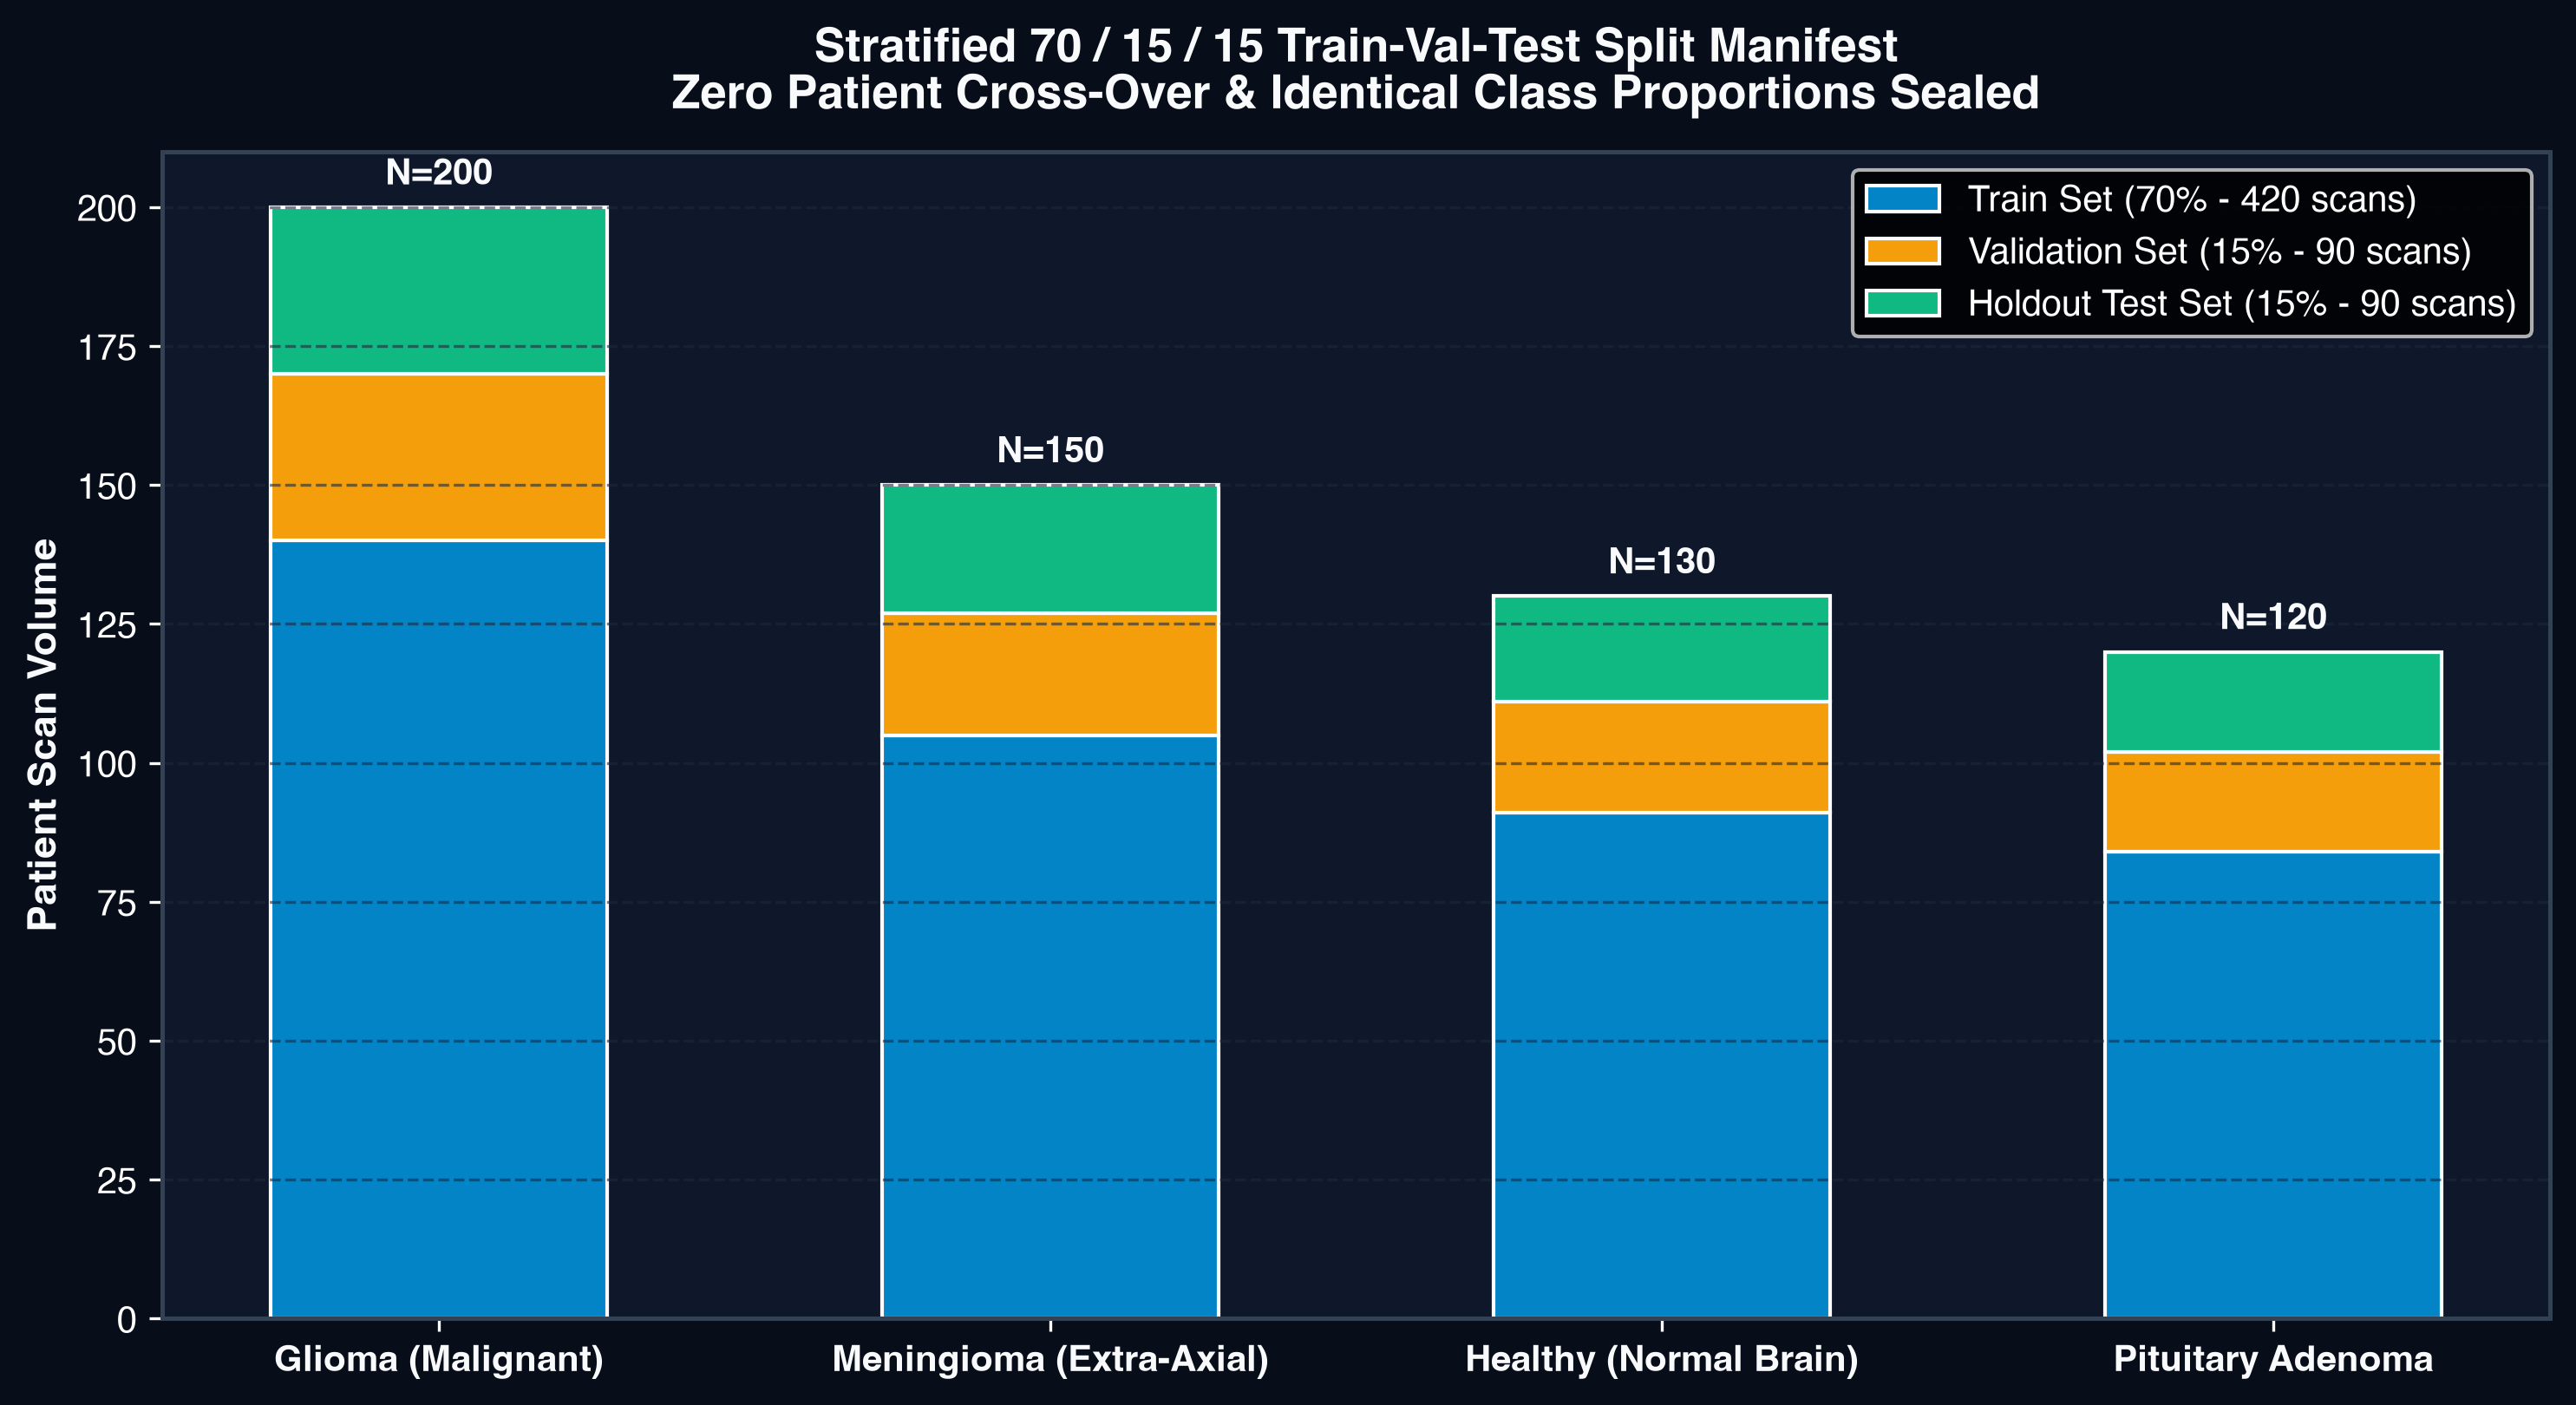 Stratified 70 / 15 / 15 Train-Val-Test Split Manifest
Zero Patient Cross-Over & Identical Class Proportions Sealed
Train Set (70% - 420 scans)
Validation Set (15% - 90 scans)
Holdout Test Set (15% - 90 scans)
N=200
N=150
N=130
N=120
Patient Scan Volume
200
175
150
125
100
75
50
25
0
Glioma (Malignant)
Meningioma (Extra-Axial)
Healthy (Normal Brain)
Pituitary Adenoma